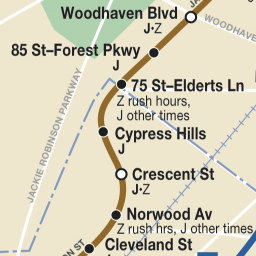 Woodhaven Blvd
J•Z
WOODHAVEN
85 St–Forest Pkwy
J
75 St–Elderts Ln
Z rush hours,
J other times
JACKIE ROBINSON PARKWAY
Cypress Hills
J
Crescent St
J•Z
Norwood Av
Z rush hrs, J other times
Cleveland St
J